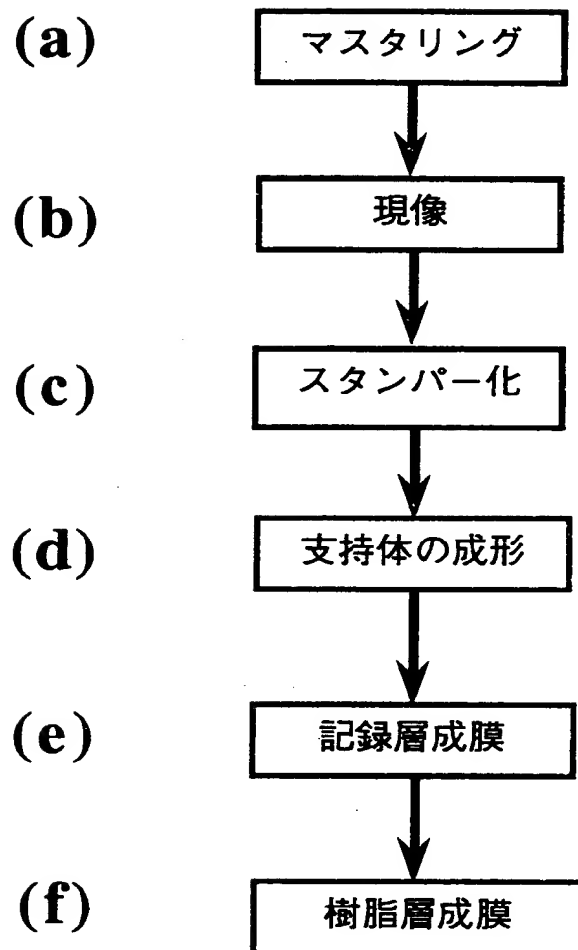 (a) マスタリング
(b) 現像
(c) スタンパー化
(d) 支持体の成形
(e) 記録層成膜
(f) 樹脂層成膜